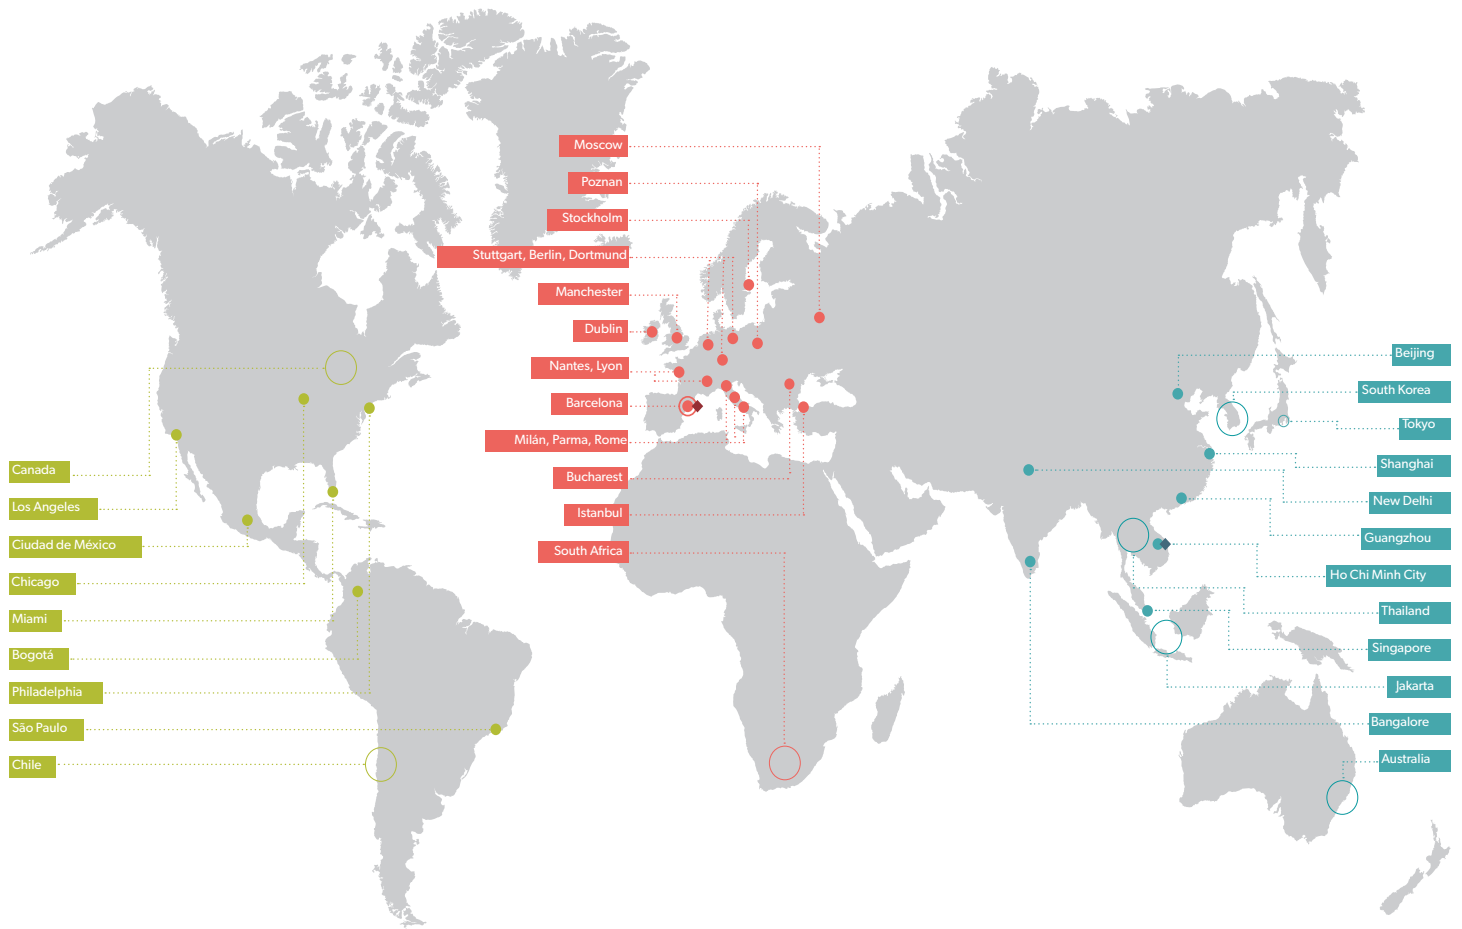 Moscow
Poznan
Stockholm
Stuttgart, Berlin, Dortmund
Manchester
Dublin
Nantes, Lyon
Barcelona
Milán, Parma, Rome
Bucharest
Istanbul
South Africa
Canada
Los Angeles
Ciudad de México
Chicago
Miami
Bogotá
Philadelphia
São Paulo
Chile
Beijing
South Korea
Tokyo
Shanghai
New Delhi
Guangzhou
Ho Chi Minh City
Thailand
Singapore
Jakarta
Bangalore
Australia